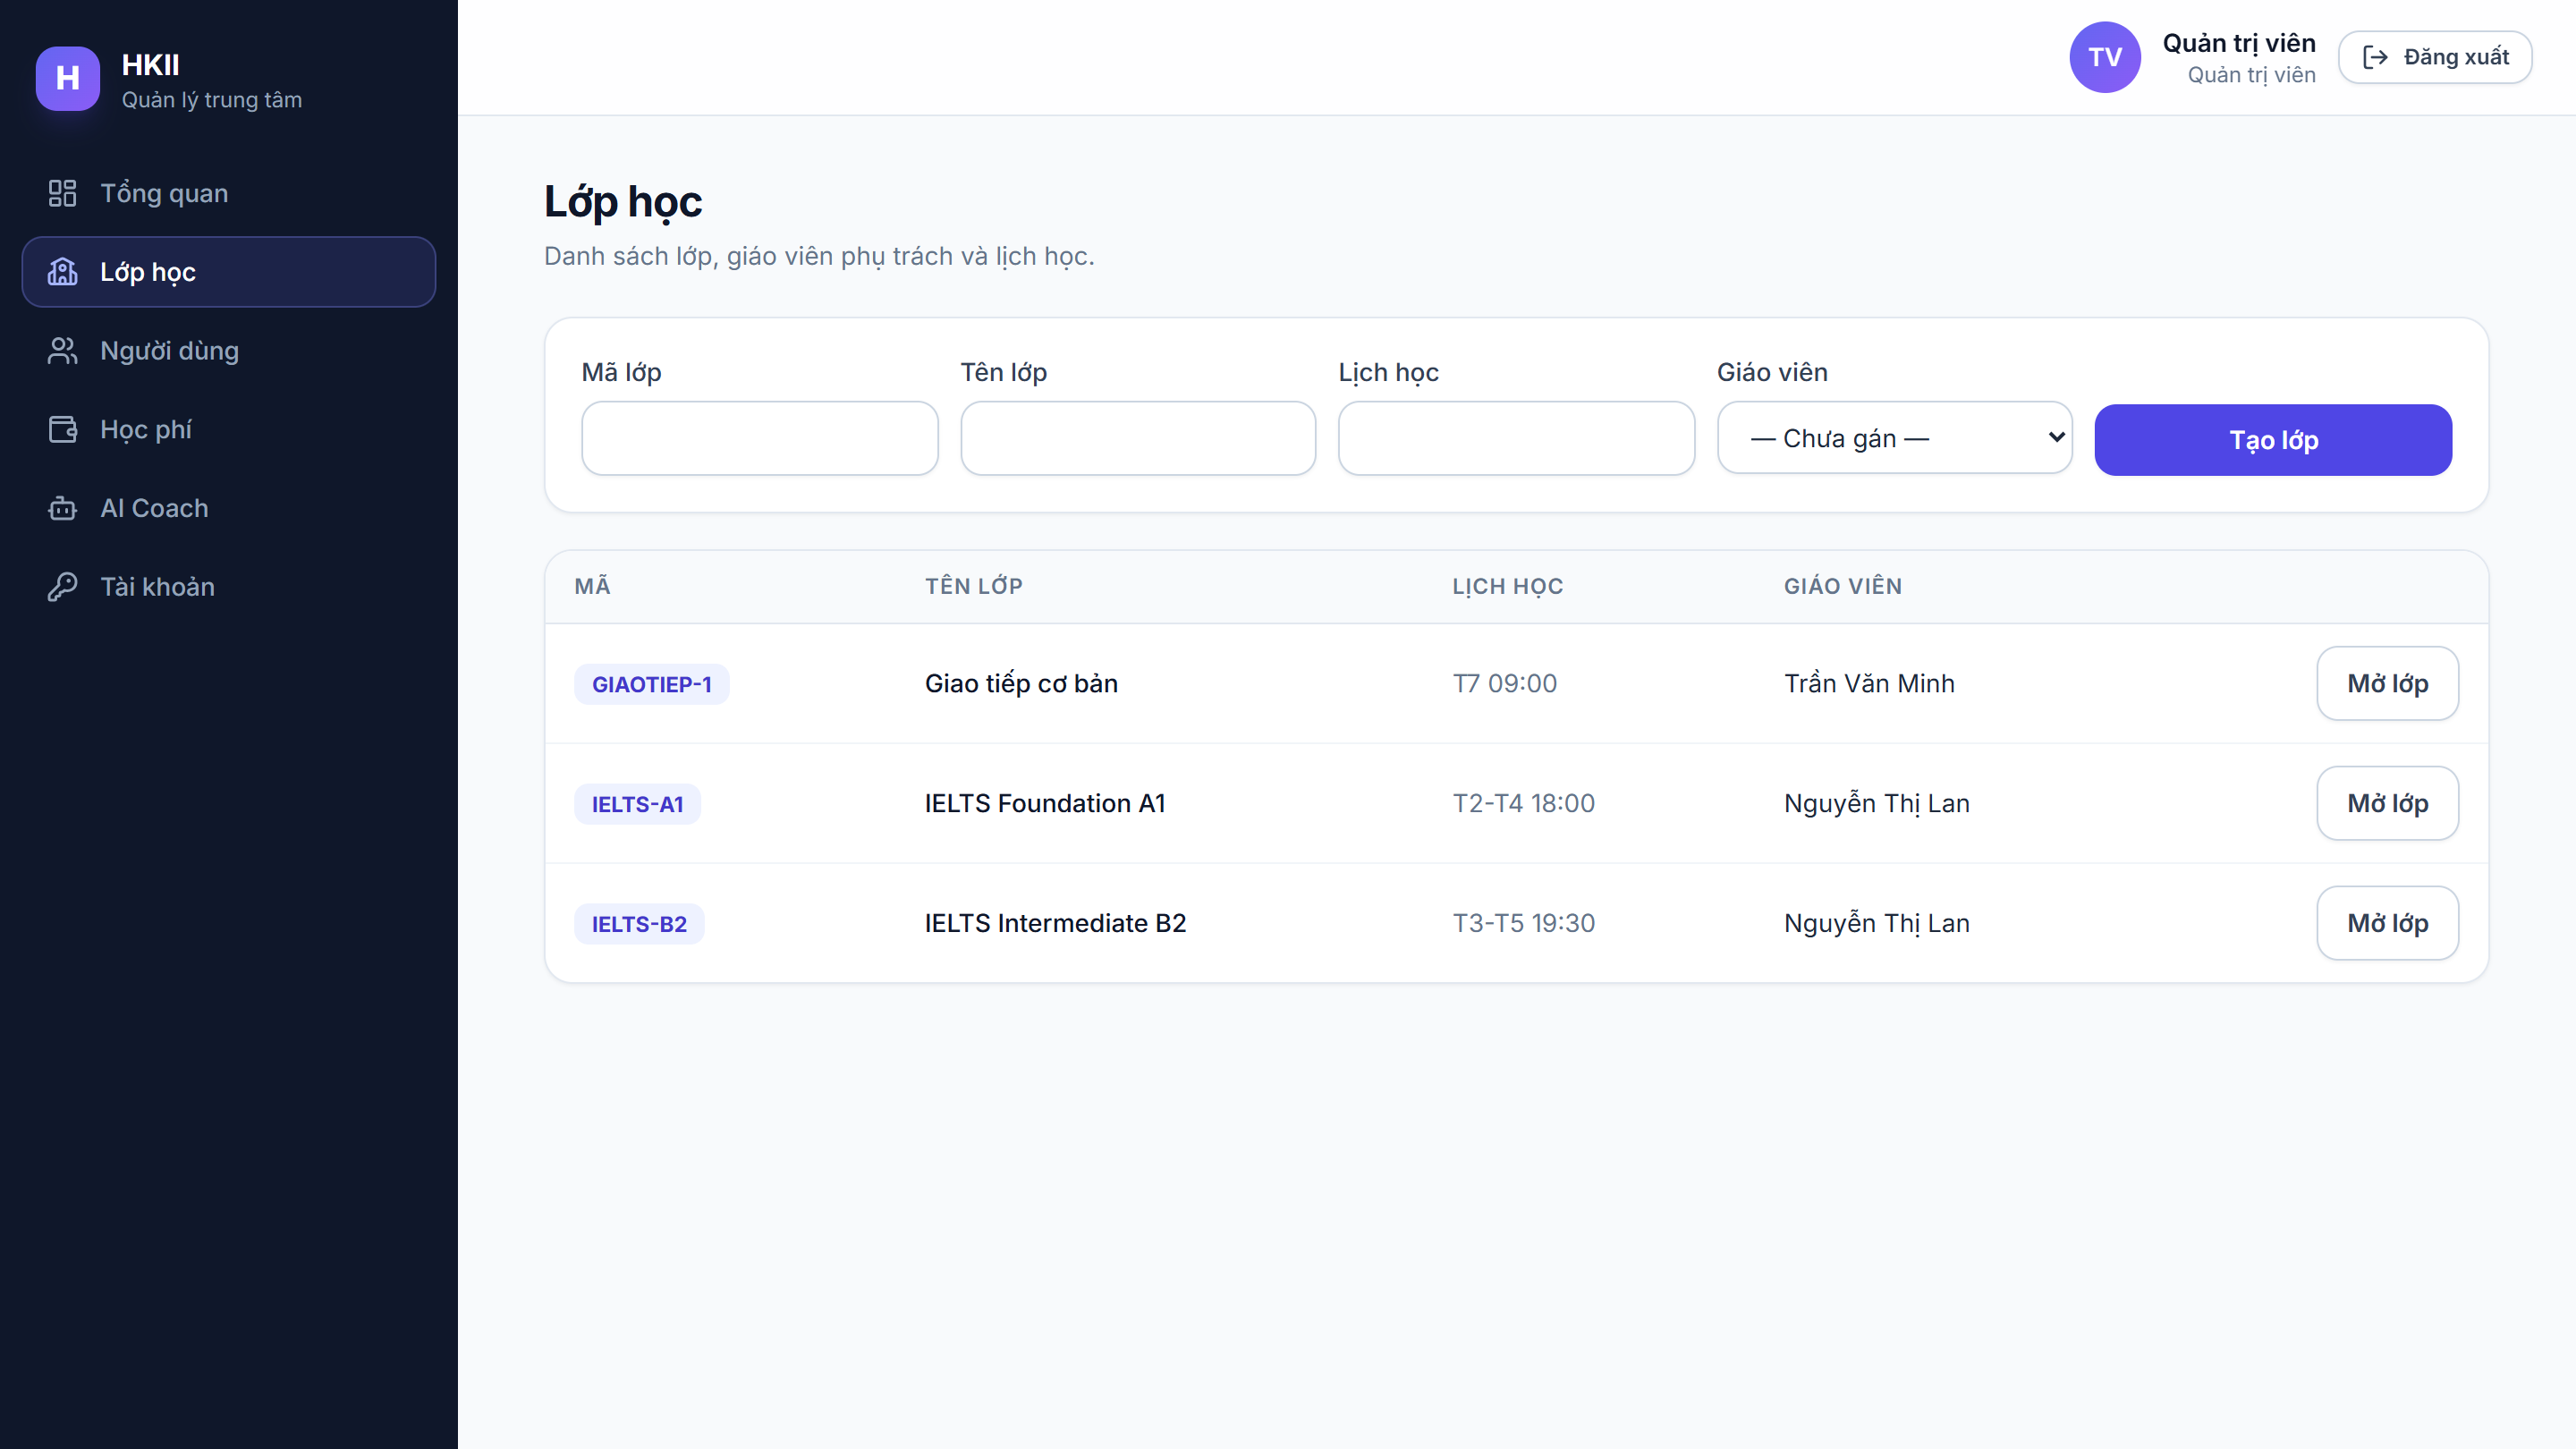 H
HKII
Quản lý trung tâm
Tổng quan
Lớp học
Người dùng
Học phí
AI Coach
Tài khoản
TV
Quản trị viên
Quản trị viên
Đăng xuất
Lớp học
Danh sách lớp, giáo viên phụ trách và lịch học.
Mã lớp
Tên lớp
Lịch học
Giáo viên
— Chưa gán —
Tạo lớp
MÃ TÊN LỚP LỊCH HỌC GIÁO VIÊN
GIAOTIEP-1 Giao tiếp cơ bản T7 09:00 Trần Văn Minh Mở lớp
IELTS-A1 IELTS Foundation A1 T2-T4 18:00 Nguyễn Thị Lan Mở lớp
IELTS-B2 IELTS Intermediate B2 T3-T5 19:30 Nguyễn Thị Lan Mở lớp